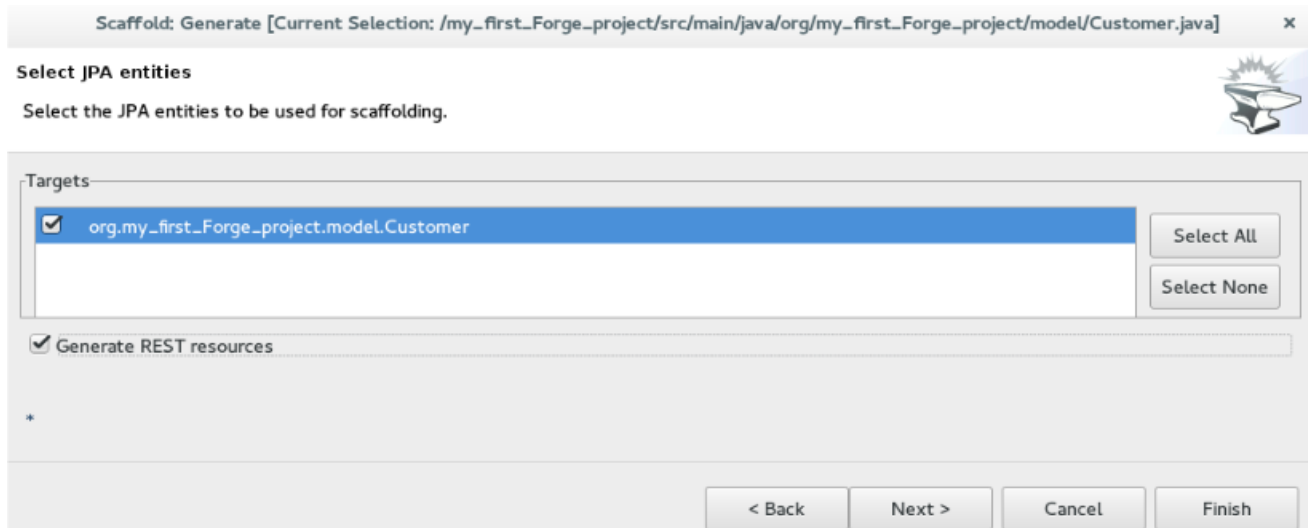 Scaffold: Generate [Current Selection: /my_first_Forge_project/src/main/java/org/my_first_Forge_project/model/Customer.java] ×
Select JPA entities
Select the JPA entities to be used for scaffolding.
Targets
org.my_first_Forge_project.model.Customer
Select All
Select None
Generate REST resources
*
< Back Next > Cancel Finish